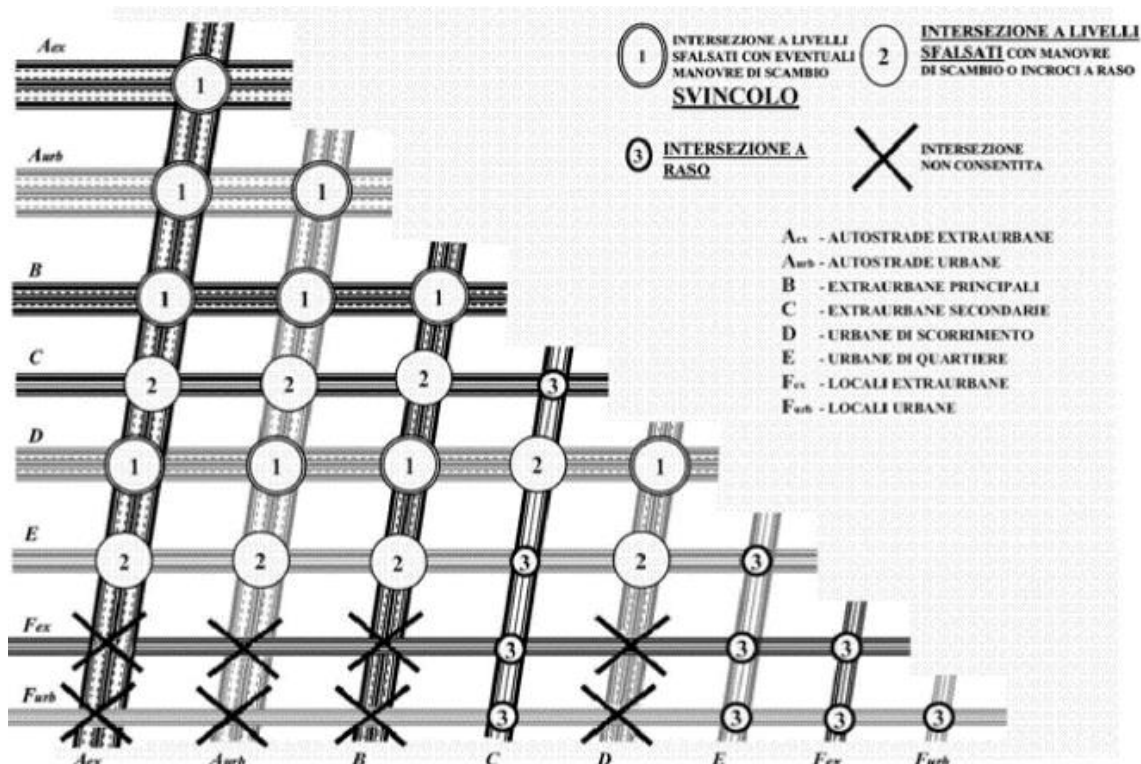 1 INTERSEZIONE A LIVELLI
SFALSATI CON EVENTUALI
MANOVRE DI SCAMBIO
SVINCOLO
2 INTERSEZIONE A LIVELLI
SFALSATI CON MANOVRE
DI SCAMBIO O INCROCI A RASO
3 INTERSEZIONE A
RASO
INTERSEZIONE
NON CONSENTITA
Aex - AUTOSTRADE EXTRAURBANE
Aurb - AUTOSTRADE URBANE
B - EXTRAURBANE PRINCIPALI
C - EXTRAURBANE SECONDARIE
D - URBANE DI SCORRIMENTO
E - URBANE DI QUARTIERE
Fex - LOCALI EXTRAURBANE
Furb - LOCALI URBANE
Aex 1
Aurb 1 1
B 1 1 1
C 2 2 2 3
D 1 1 1 2 1
E 2 2 2 3 2 3
Fex 3 3 3
Furb 3 3 3 3
Aex Aurb B C D E Fex Furb